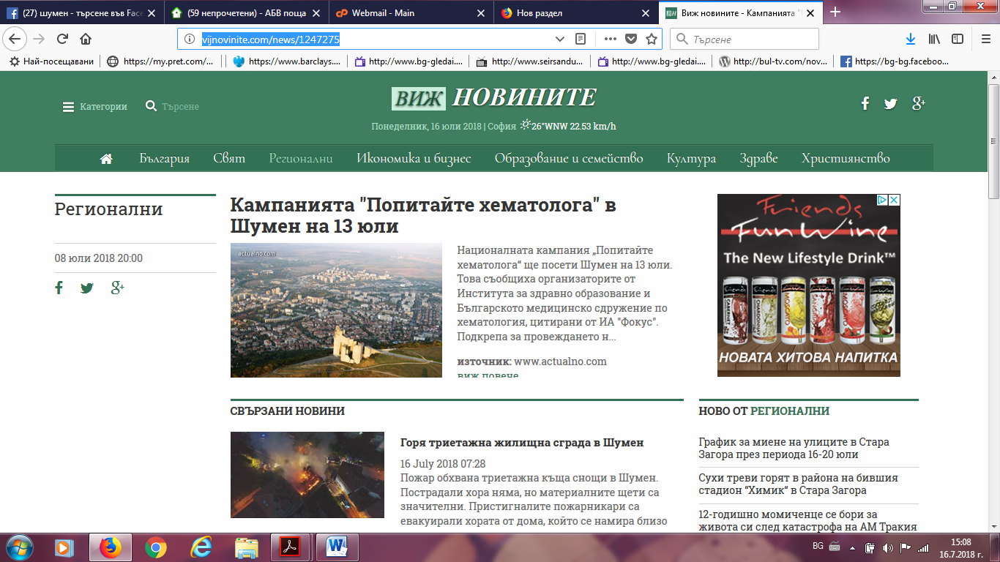 (27) шумен - търсене във Face
(59 непрочетени) - АБВ поща
Webmail - Main
Нов раздел
Виж новините - Кампанията "
vijnovinite.com/news/1247275
Търсене
Най-посещавани
https://my.pret.com/...
https://www.barclays....
http://www.bg-gledai....
http://www.seirsandu...
http://www.bg-gledai....
http://bul-tv.com/nov...
https://bg-bg.faceboo...
Категории
Търсене
ВИЖ НОВИНИТЕ
Понеделник, 16 юли 2018 | София 26°WNW 22.53 km/h
България
Свят
Регионални
Икономика и бизнес
Образование и семейство
Култура
Здраве
Християнство
Регионални
08 юли 2018 20:00
Кампанията "Попитайте хематолога" в
Шумен на 13 юли
actualno.com
Националната кампания „Попитайте
хематолога“ ще посети Шумен на 13 юли.
Това съобщиха организаторите от
Института за здравно образование и
Българското медицинско сдружение по
хематология, цитирани от ИА "Фокус".
Подкрепа за провеждането н...
източник: www.actualno.com
виж повече
Friends
Fun Wine
The New Lifestyle Drink™
НОВАТА ХИТОВА НАПИТКА
СВЪРЗАНИ НОВИНИ
Горя триетажна жилищна сграда в Шумен
16 July 2018 07:28
Пожар обхвана триетажна къща снощи в Шумен.
Пострадали хора няма, но материалните щети са
значителни. Пристигналите пожарникари са
евакуирали хората от дома, който се намира близо
НОВО ОТ РЕГИОНАЛНИ
График за миене на улиците в Стара
Загора през периода 16-20 юли
Сухи треви горят в района на бившия
стадион “Химик“ в Стара Загора
12-годишно момиченце се бори за
живота си след катастрофа на АМ Тракия
BG
15:08
16.7.2018 г.